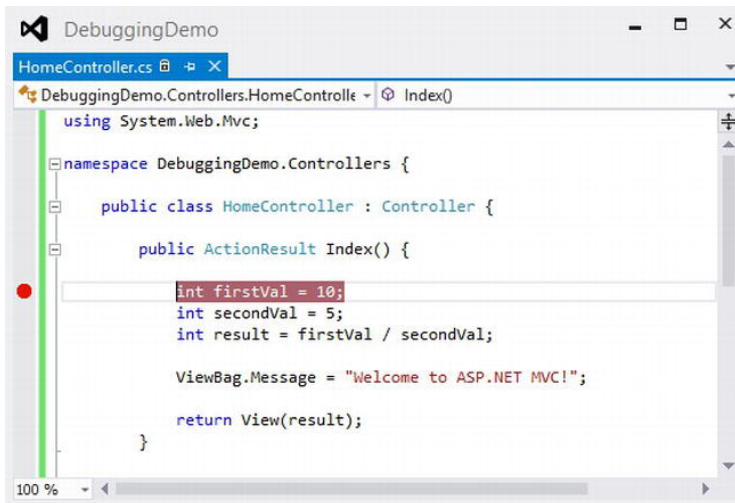 DebuggingDemo
HomeController.cs
DebuggingDemo.Controllers.HomeControlle Index()
using System.Web.Mvc;
namespace DebuggingDemo.Controllers {
public class HomeController : Controller {
public ActionResult Index() {
int firstVal = 10;
int secondVal = 5;
int result = firstVal / secondVal;
ViewBag.Message = "Welcome to ASP.NET MVC!";
return View(result);
}
100 %